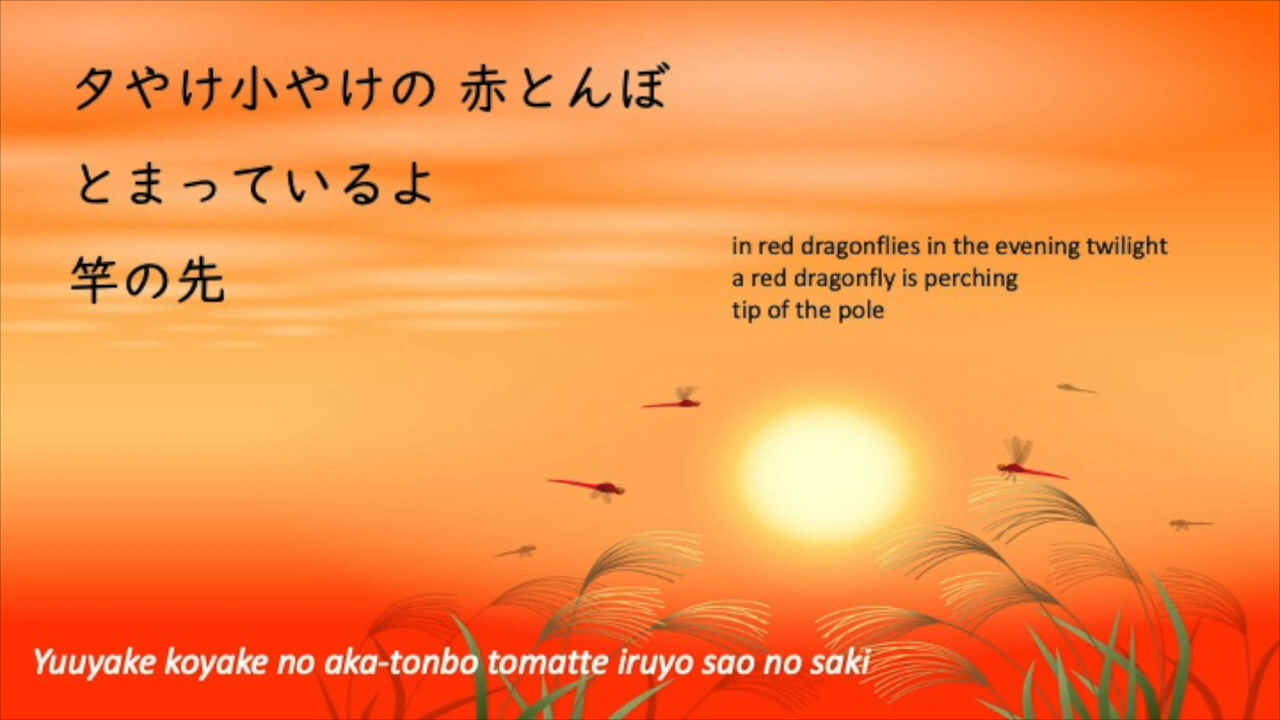 夕やけ小やけの 赤とんぼ
とまっているよ
竿の先
in red dragonflies in the evening twilight
a red dragonfly is perching
tip of the pole
Yuuyake koyake no aka-tonbo tomatte iruyo sao no saki